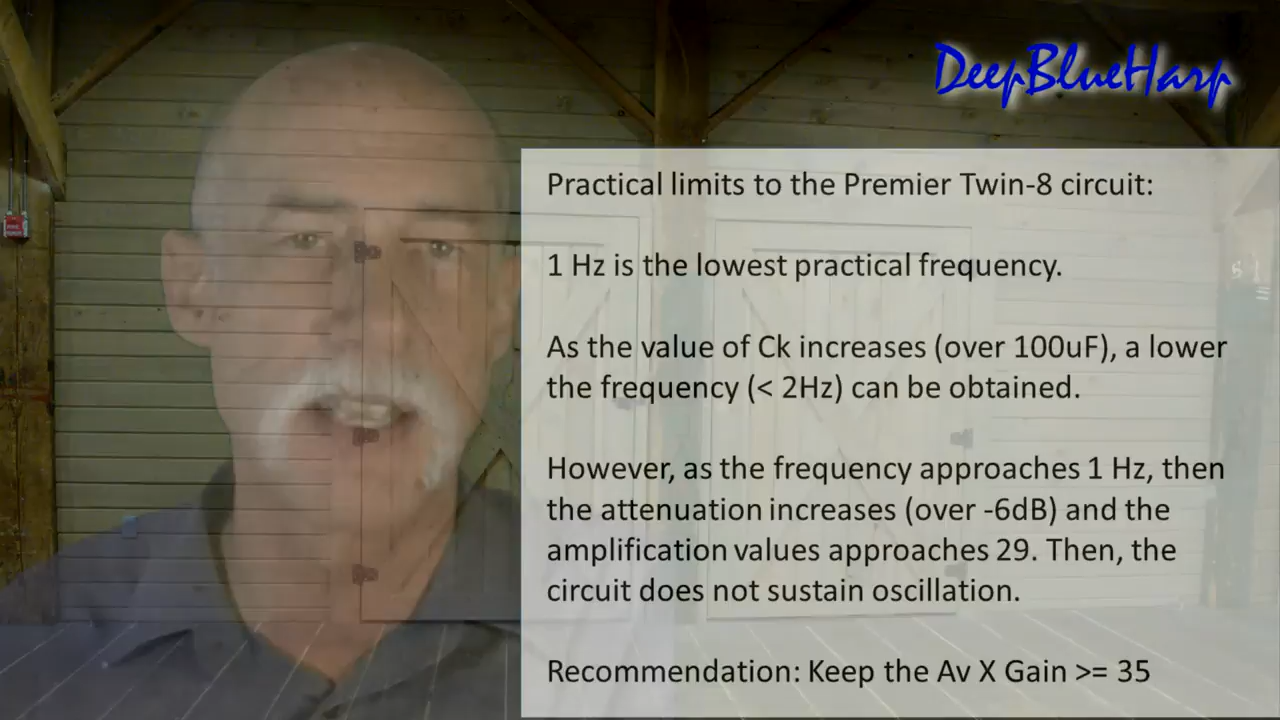 DeepBlueHarp
Practical limits to the Premier Twin-8 circuit:
1 Hz is the lowest practical frequency.
As the value of Ck increases (over 100uF), a lower
the frequency (< 2Hz) can be obtained.
However, as the frequency approaches 1 Hz, then
the attenuation increases (over -6dB) and the
amplification values approaches 29. Then, the
circuit does not sustain oscillation.
Recommendation: Keep the Av X Gain >= 35